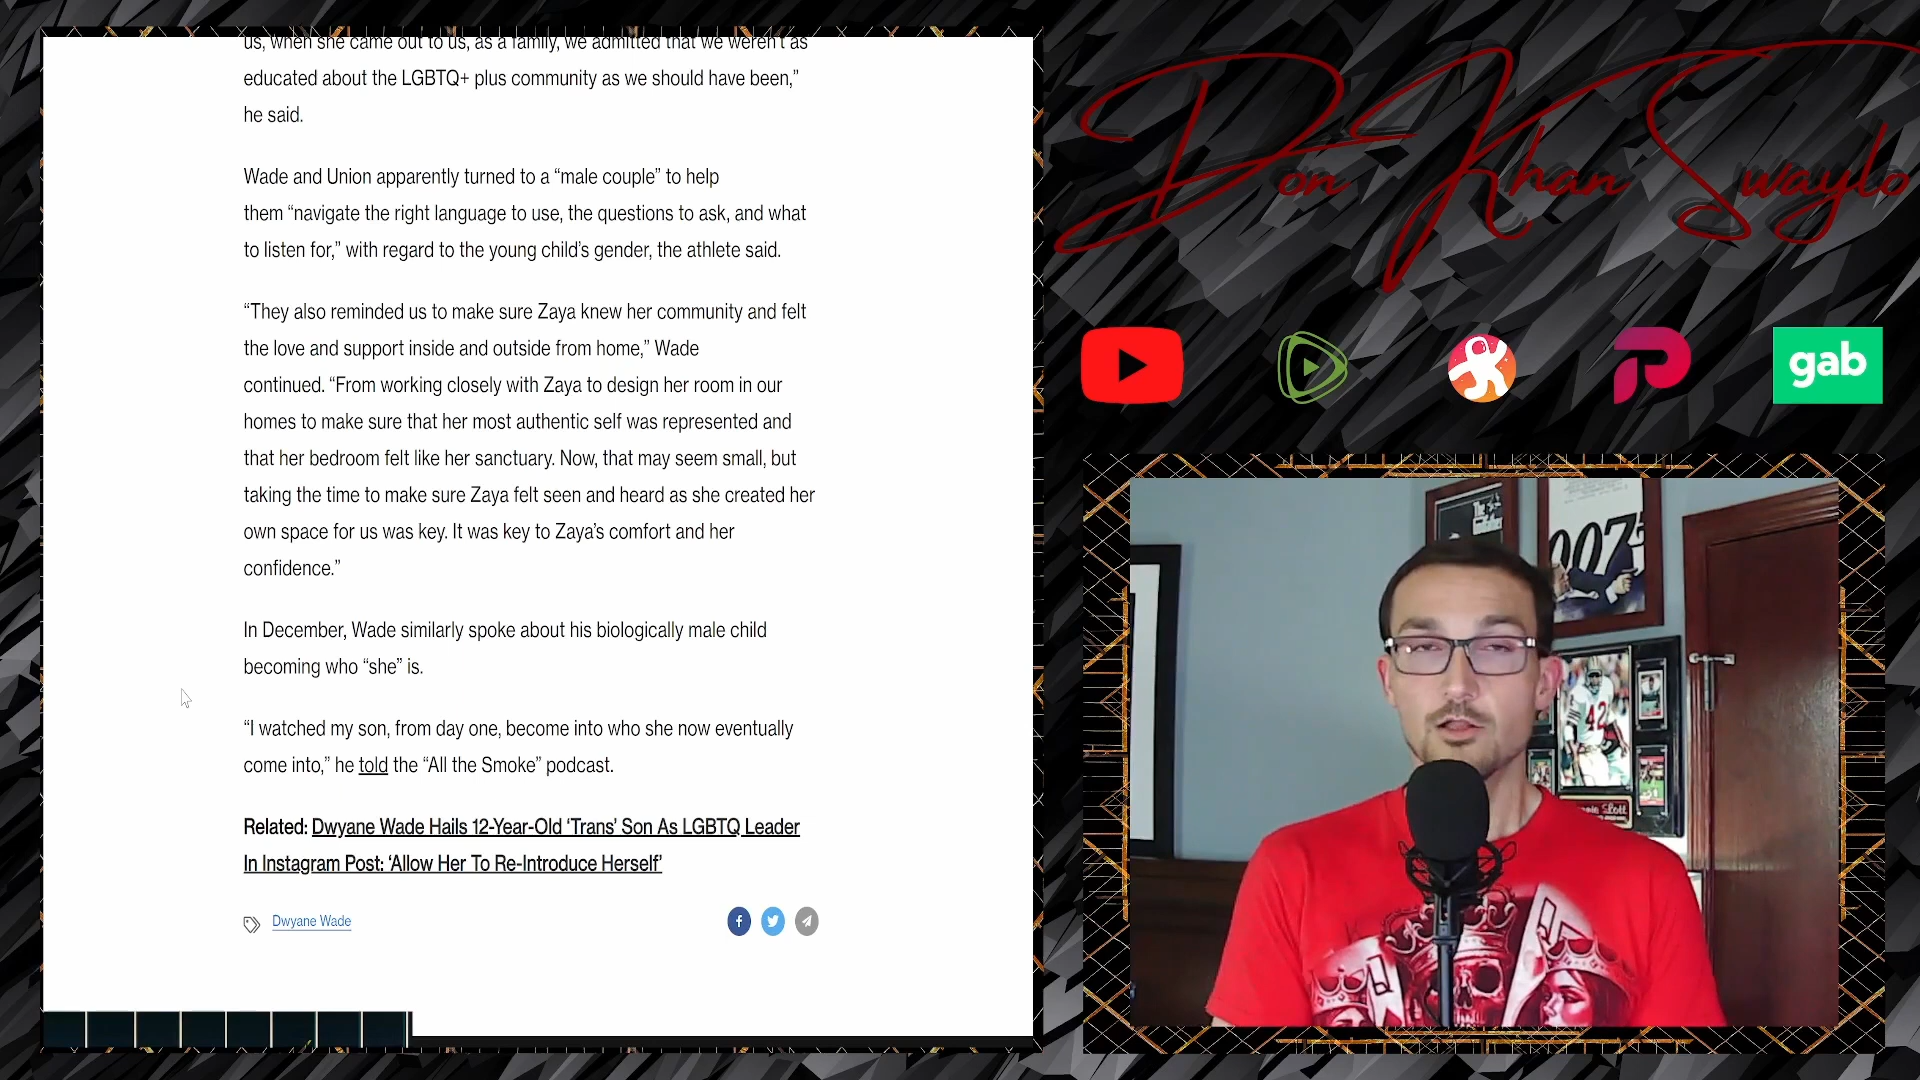 us, when she came out to us, as a family, we admitted that we weren't as
educated about the LGBTQ+ plus community as we should have been,”
he said.
Wade and Union apparently turned to a “male couple” to help
them “navigate the right language to use, the questions to ask, and what
to listen for,” with regard to the young child’s gender, the athlete said.
“They also reminded us to make sure Zaya knew her community and felt
the love and support inside and outside from home,” Wade
continued. “From working closely with Zaya to design her room in our
homes to make sure that her most authentic self was represented and
that her bedroom felt like her sanctuary. Now, that may seem small, but
taking the time to make sure Zaya felt seen and heard as she created her
own space for us was key. It was key to Zaya’s comfort and her
confidence.”
In December, Wade similarly spoke about his biologically male child
becoming who “she” is.
“I watched my son, from day one, become into who she now eventually
come into,” he told the “All the Smoke” podcast.
Related: Dwyane Wade Hails 12-Year-Old ‘Trans’ Son As LGBTQ Leader
In Instagram Post: ‘Allow Her To Re-Introduce Herself’
Dwyane Wade
Don Khan Swaylo
gab
007
42